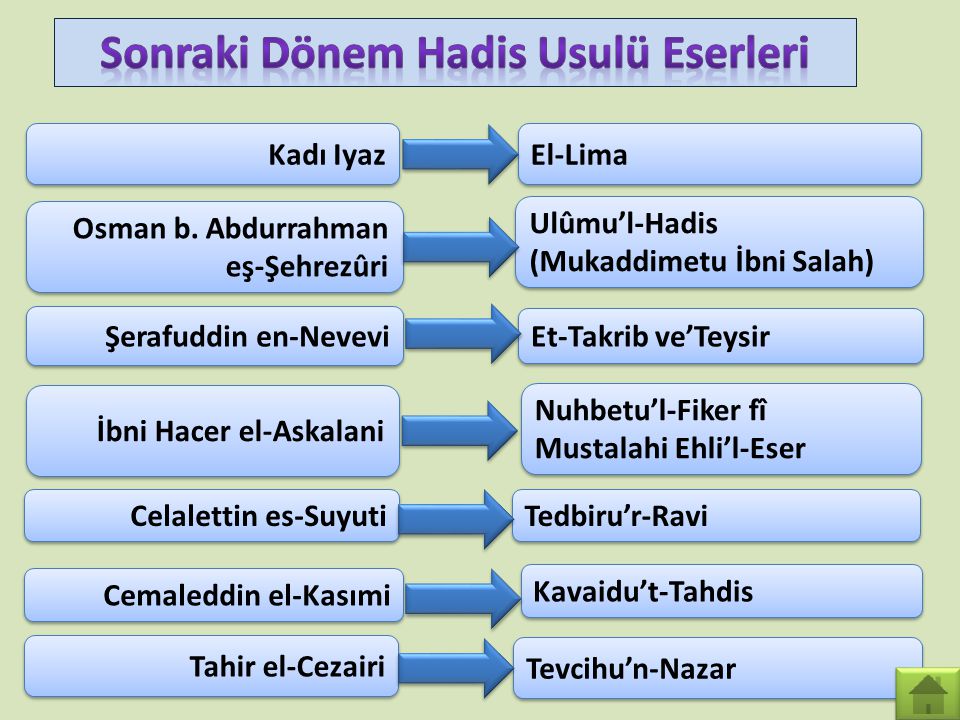 Sonraki Dönem Hadis Usulü Eserleri
Kadı Iyaz
El-Lima
Osman b. Abdurrahman
eş-Şehrezûri
Ulûmu’l-Hadis
(Mukaddimetu İbni Salah)
Şerafuddin en-Nevevi
Et-Takrib ve’Teysir
İbni Hacer el-Askalani
Nuhbetu’l-Fiker fî
Mustalahi Ehli’l-Eser
Celalettin es-Suyuti
Tedbiru’r-Ravi
Cemaleddin el-Kasımi
Kavaidu’t-Tahdis
Tahir el-Cezairi
Tevcihu’n-Nazar